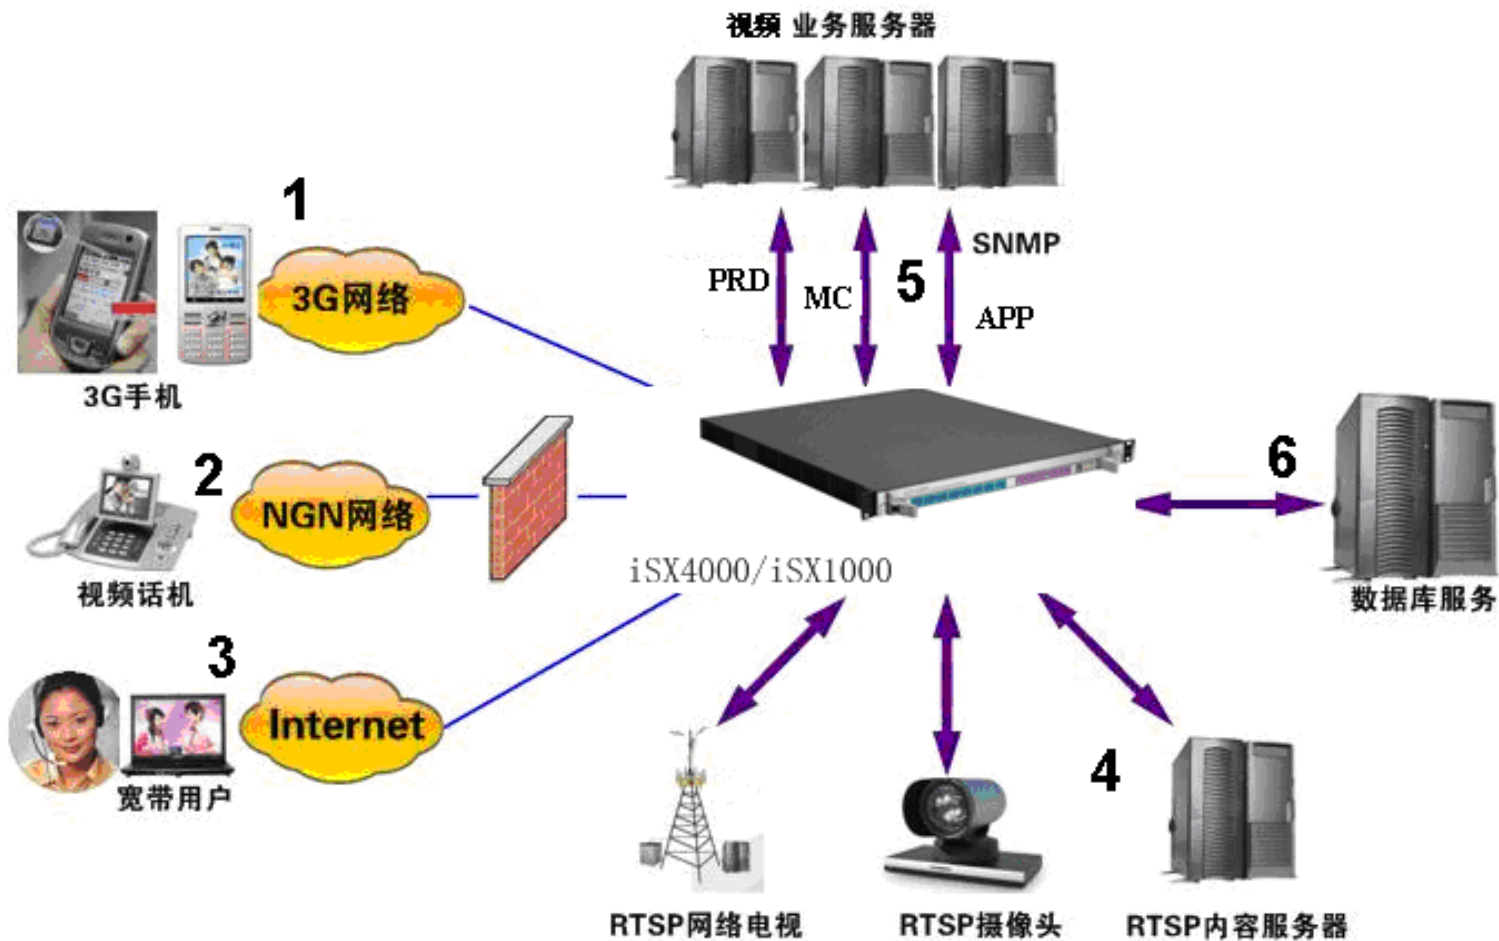 视频 业务服务器
1
SNMP
PRD
MC
5
APP
3G网络
3G手机
2
NGN网络
6
视频话机
iSX4000/iSX1000
数据库服务
3
Internet
宽带用户
4
RTSP网络电视
RTSP摄像头
RTSP内容服务器